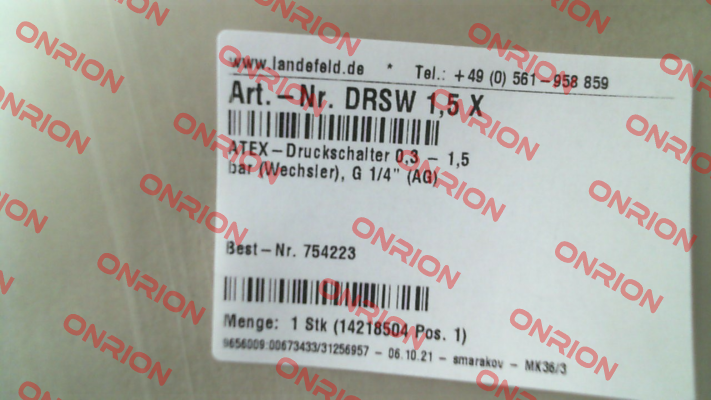 www.landefeld.de * Tel.: +49 (0) 561-958 859
Art.-Nr. DRSW 1,5 X
ATEX-Druckschalter 0,3 - 1,5
bar (Wechsler), G 1/4" (AG)
Best-Nr. 754223
Menge: 1 Stk (14218504 Pos. 1)
9656009:00673433/31256957 - 06.10.21 - smarakov - MK36/3
ONRION